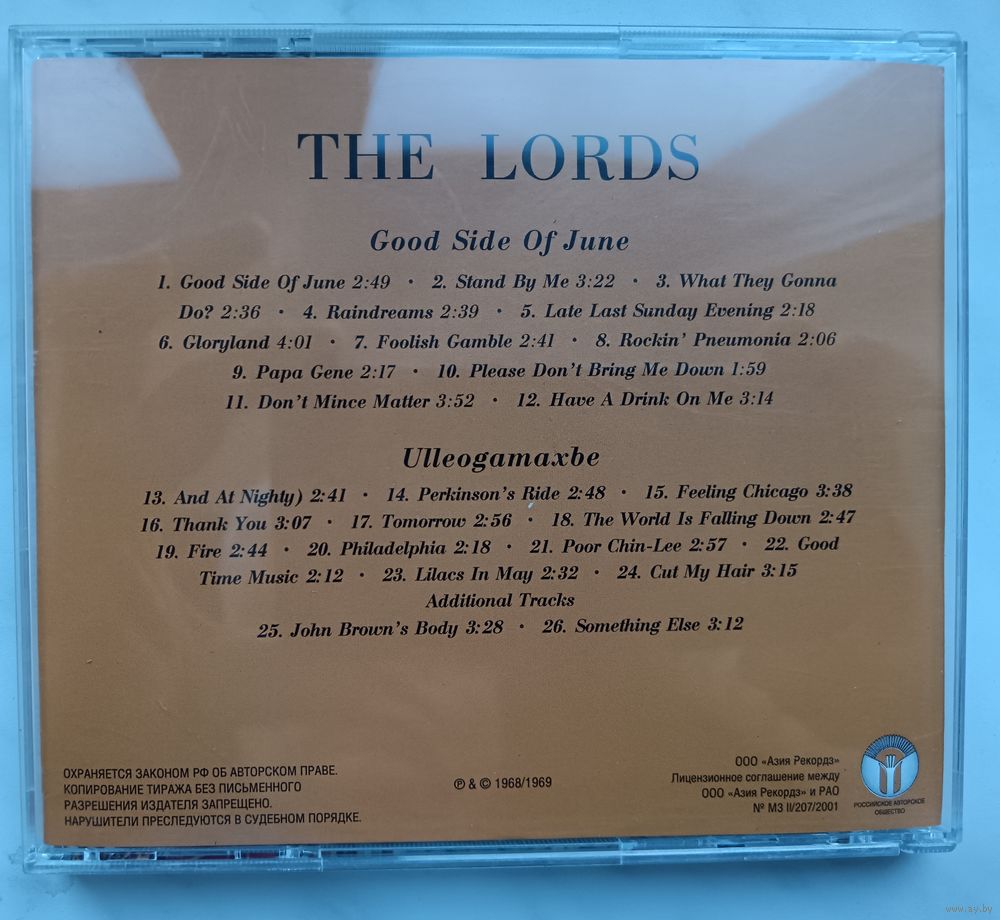 THE LORDS
Good Side Of June
1. Good Side Of June 2:49 • 2. Stand By Me 3:22 • 3. What They Gonna
Do? 2:36 • 4. Raindreams 2:39 • 5. Late Last Sunday Evening 2:18
6. Gloryland 4:01 • 7. Foolish Gamble 2:41 • 8. Rockin' Pneumonia 2:06
9. Papa Gene 2:17 • 10. Please Don't Bring Me Down 1:59
11. Don't Mince Matter 3:52 • 12. Have A Drink On Me 3:14
Ulleogamaxbe
13. And At Nighty) 2:41 • 14. Perkinson's Ride 2:48 • 15. Feeling Chicago 3:38
16. Thank You 3:07 • 17. Tomorrow 2:56 • 18. The World Is Falling Down 2:47
19. Fire 2:44 • 20. Philadelphia 2:18 • 21. Poor Chin-Lee 2:57 • 22. Good
Time Music 2:12 • 23. Lilacs In May 2:32 • 24. Cut My Hair 3:15
Additional Tracks
25. John Brown's Body 3:28 • 26. Something Else 3:12
ОХРАНЯЕТСЯ ЗАКОНОМ РФ ОБ АВТОРСКОМ ПРАВЕ.
КОПИРОВАНИЕ ТИРАЖА БЕЗ ПИСЬМЕННОГО
РАЗРЕШЕНИЯ ИЗДАТЕЛЯ ЗАПРЕЩЕНО.
НАРУШИТЕЛИ ПРЕСЛЕДУЮТСЯ В СУДЕБНОМ ПОРЯДКЕ.
℗ & © 1968/1969
ООО «Азия Рекордз»
Лицензионное соглашение между
ООО «Азия Рекордз» и РАО
№ МЗ II/207/2001
РОССИЙСКОЕ АВТОРСКОЕ
ОБЩЕСТВО
www.ay.by